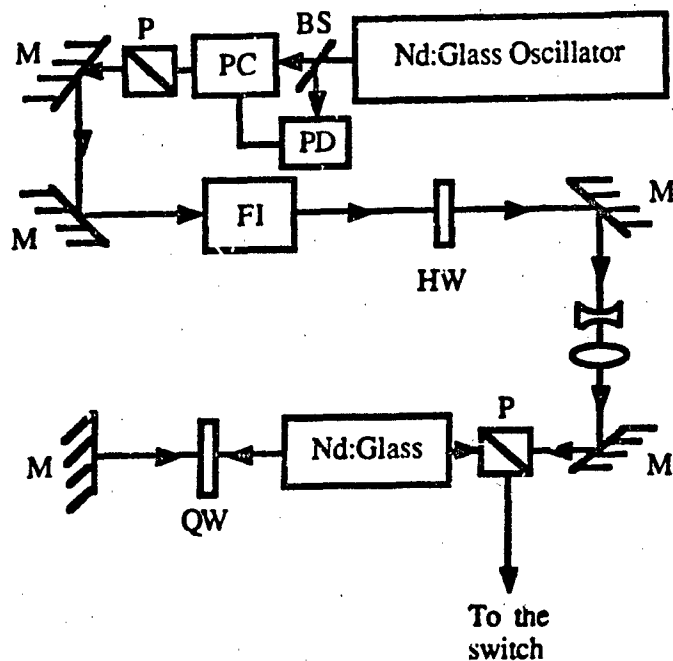 BS
P
M
PC
Nd:Glass Oscillator
PD
M
FI
M
HW
P
M
Nd:Glass
M
QW
To the
switch